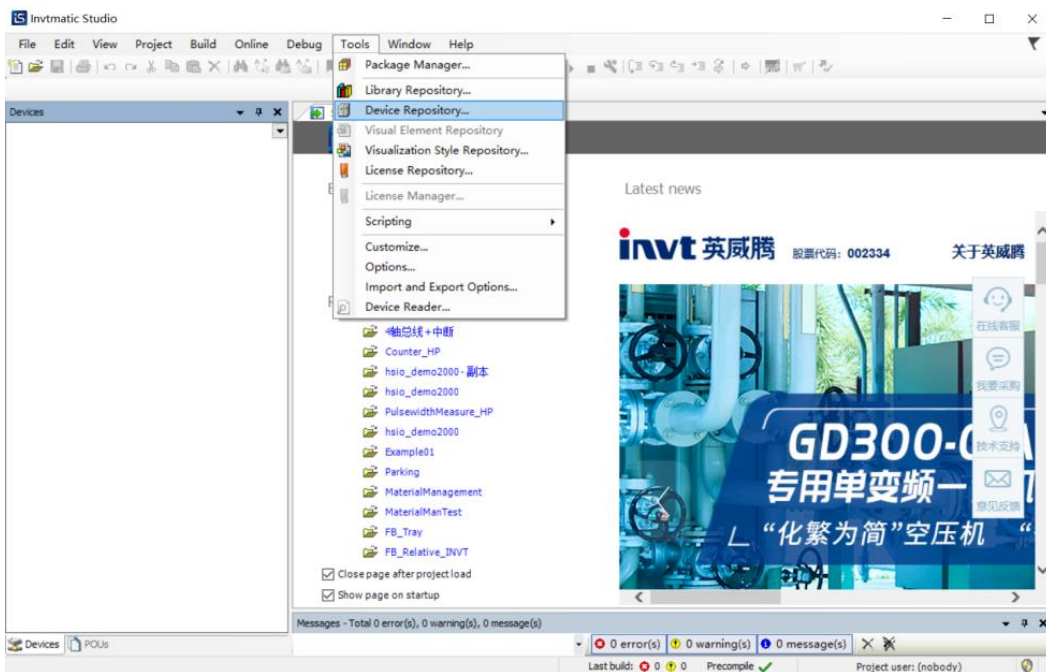 Invtmatic Studio
File Edit View Project Build Online Debug Tools Window Help
Package Manager...
Library Repository...
Devices
Device Repository...
Visual Element Repository
Visualization Style Repository...
License Repository...
Latest news
License Manager...
Scripting
Customize...
invt 英威腾 股票代码：002334 关于英威腾
Options...
Import and Export Options...
Device Reader...
在线客服
轴总线+中断
Counter_HP
hsio_demo2000 - 副本
我要采购
hsio_demo2000
PulsewidthMeasure_HP
hsio_demo2000
GD300-
技术支持
Example01
Parking
专用单变频一
MaterialManagement
意见反馈
MaterialManTest
FB_Tray
“化繁为简”空压机 “
FB_Relative_INVT
Close page after project load
Show page on startup
Messages - Total 0 error(s), 0 warning(s), 0 message(s)
Devices POUs
0 error(s) 0 warning(s) 0 message(s)
Last build: 0 0 Precompile Project user: (nobody)